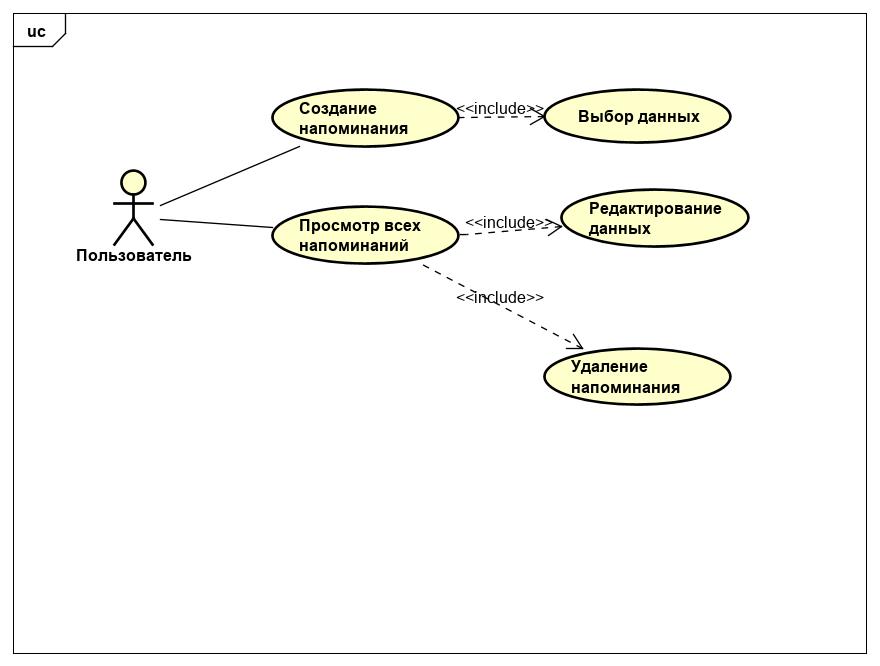 uc
Создание
напоминания
<<include>>
Выбор данных
Просмотр всех
напоминаний
<<include>>
Редактирование
данных
Пользователь
<<include>>
Удаление
напоминания